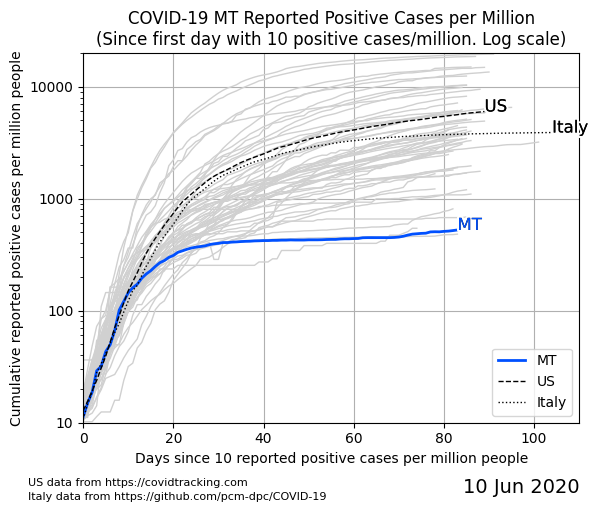 COVID-19 MT Reported Positive Cases per Million
(Since first day with 10 positive cases/million. Log scale)
Cumulative reported positive cases per million people
10000
1000
100
10
US
Italy
MT
MT
US
Italy
0
20
40
60
80
100
Days since 10 reported positive cases per million people
US data from https://covidtracking.com
Italy data from https://github.com/pcm-dpc/COVID-19
10 Jun 2020